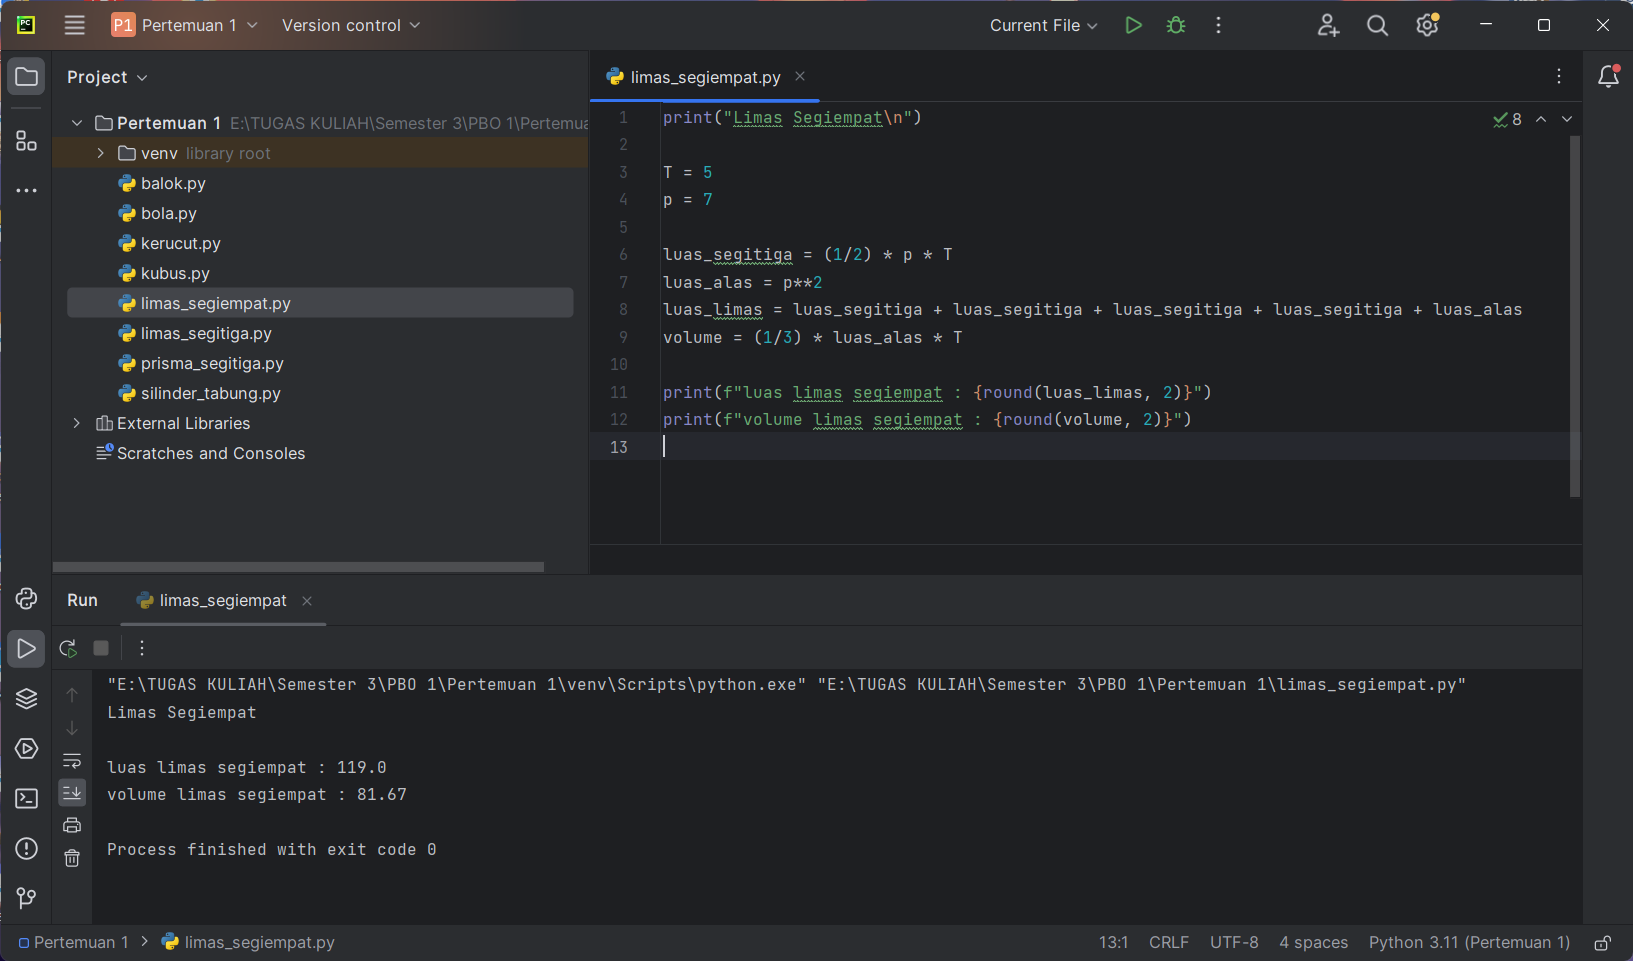 PC
P1 Pertemuan 1 Version control Current File
Project
Pertemuan 1 E:\TUGAS KULIAH\Semester 3\PBO 1\Pertemua
venv library root
balok.py
bola.py
kerucut.py
kubus.py
limas_segiempat.py
limas_segitiga.py
prisma_segitiga.py
silinder_tabung.py
External Libraries
Scratches and Consoles
limas_segiempat.py
8
1 print("Limas Segiempat\n")
2
3 T = 5
4 p = 7
5
6 luas_segitiga = (1/2) * p * T
7 luas_alas = p**2
8 luas_limas = luas_segitiga + luas_segitiga + luas_segitiga + luas_segitiga + luas_alas
9 volume = (1/3) * luas_alas * T
10
11 print(f"luas limas segiempat : {round(luas_limas, 2)}")
12 print(f"volume limas segiempat : {round(volume, 2)}")
13
Run limas_segiempat
"E:\TUGAS KULIAH\Semester 3\PBO 1\Pertemuan 1\venv\Scripts\python.exe" "E:\TUGAS KULIAH\Semester 3\PBO 1\Pertemuan 1\limas_segiempat.py"
Limas Segiempat
luas limas segiempat : 119.0
volume limas segiempat : 81.67
Process finished with exit code 0
Pertemuan 1 > limas_segiempat.py 13:1 CRLF UTF-8 4 spaces Python 3.11 (Pertemuan 1)